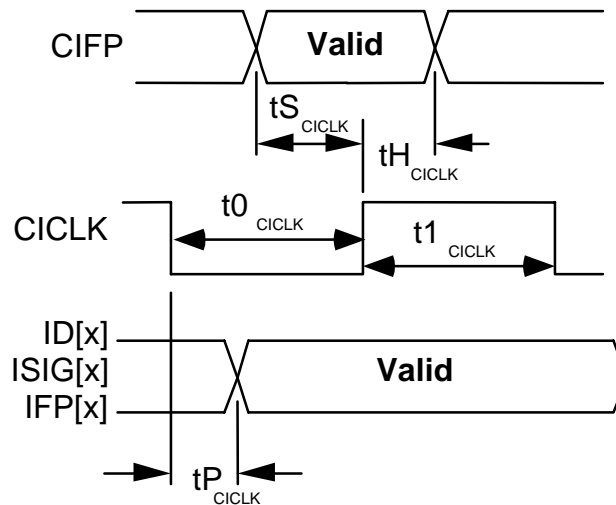 CIFP
Valid
tS CICLK
tH CICLK
CICLK
t0 CICLK
t1 CICLK
ID[x]
ISIG[x]
IFP[x]
Valid
tP CICLK